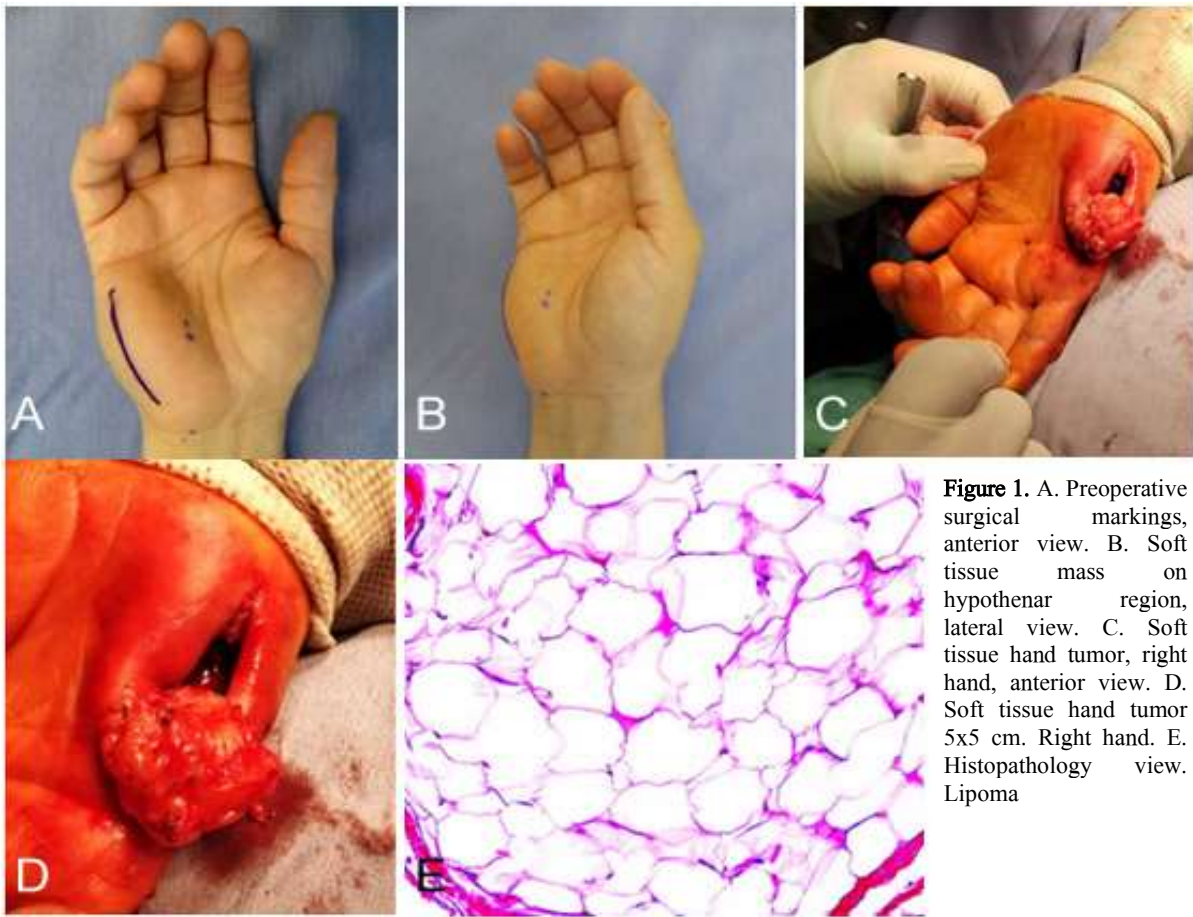 A
B
C
D
E
Figure 1. A. Preoperative
surgical markings,
anterior view. B. Soft
tissue mass on
hypothenar region,
lateral view. C. Soft
tissue hand tumor, right
hand, anterior view. D.
Soft tissue hand tumor
5x5 cm. Right hand. E.
Histopathology view.
Lipoma